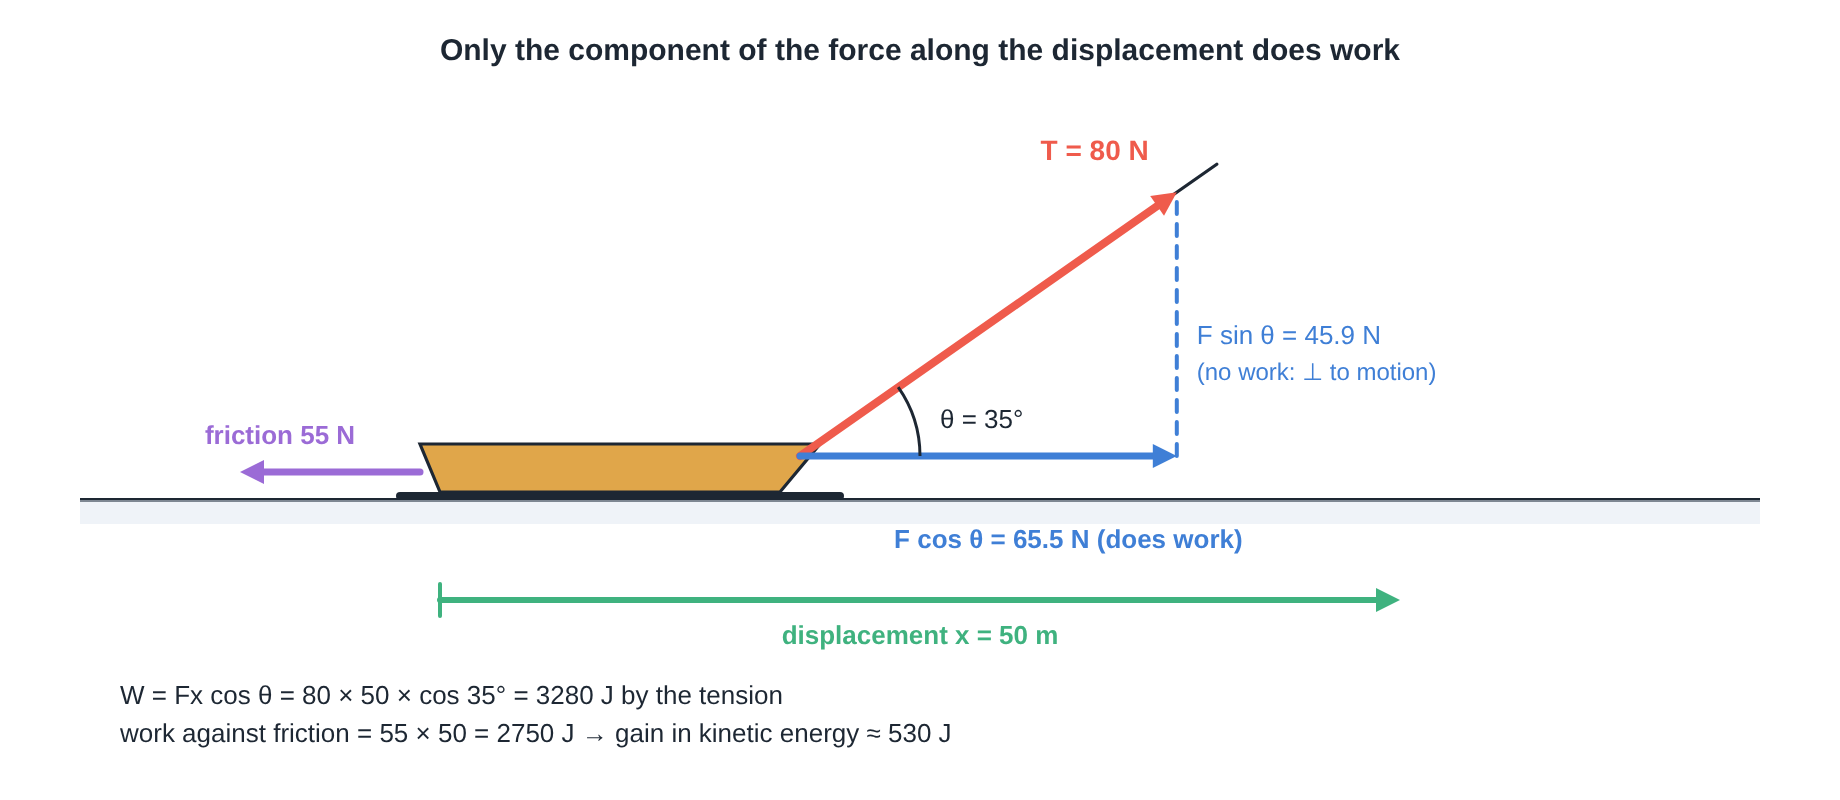 Only the component of the force along the displacement does work
T = 80 N
F sin θ = 45.9 N
(no work: ⊥ to motion)
θ = 35°
friction 55 N
F cos θ = 65.5 N (does work)
displacement x = 50 m
W = Fx cos θ = 80 × 50 × cos 35° = 3280 J by the tension
work against friction = 55 × 50 = 2750 J → gain in kinetic energy ≈ 530 J